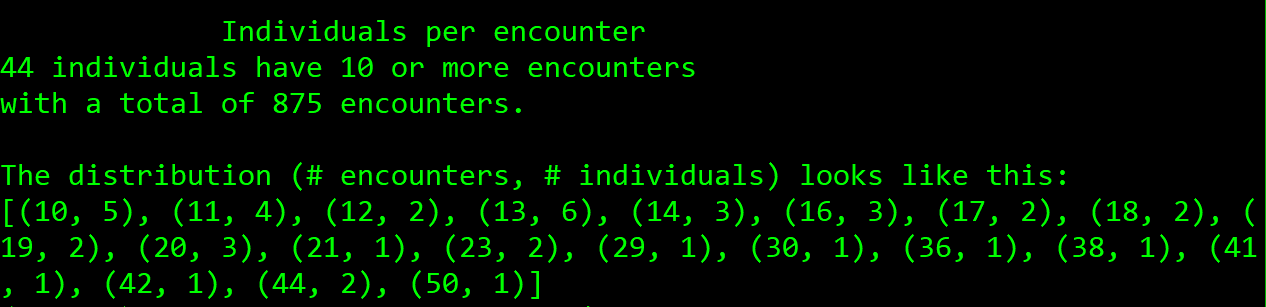 Individuals per encounter
44 individuals have 10 or more encounters
with a total of 875 encounters.
The distribution (# encounters, # individuals) looks like this:
[(10, 5), (11, 4), (12, 2), (13, 6), (14, 3), (16, 3), (17, 2), (18, 2), (
19, 2), (20, 3), (21, 1), (23, 2), (29, 1), (30, 1), (36, 1), (38, 1), (41
, 1), (42, 1), (44, 2), (50, 1)]